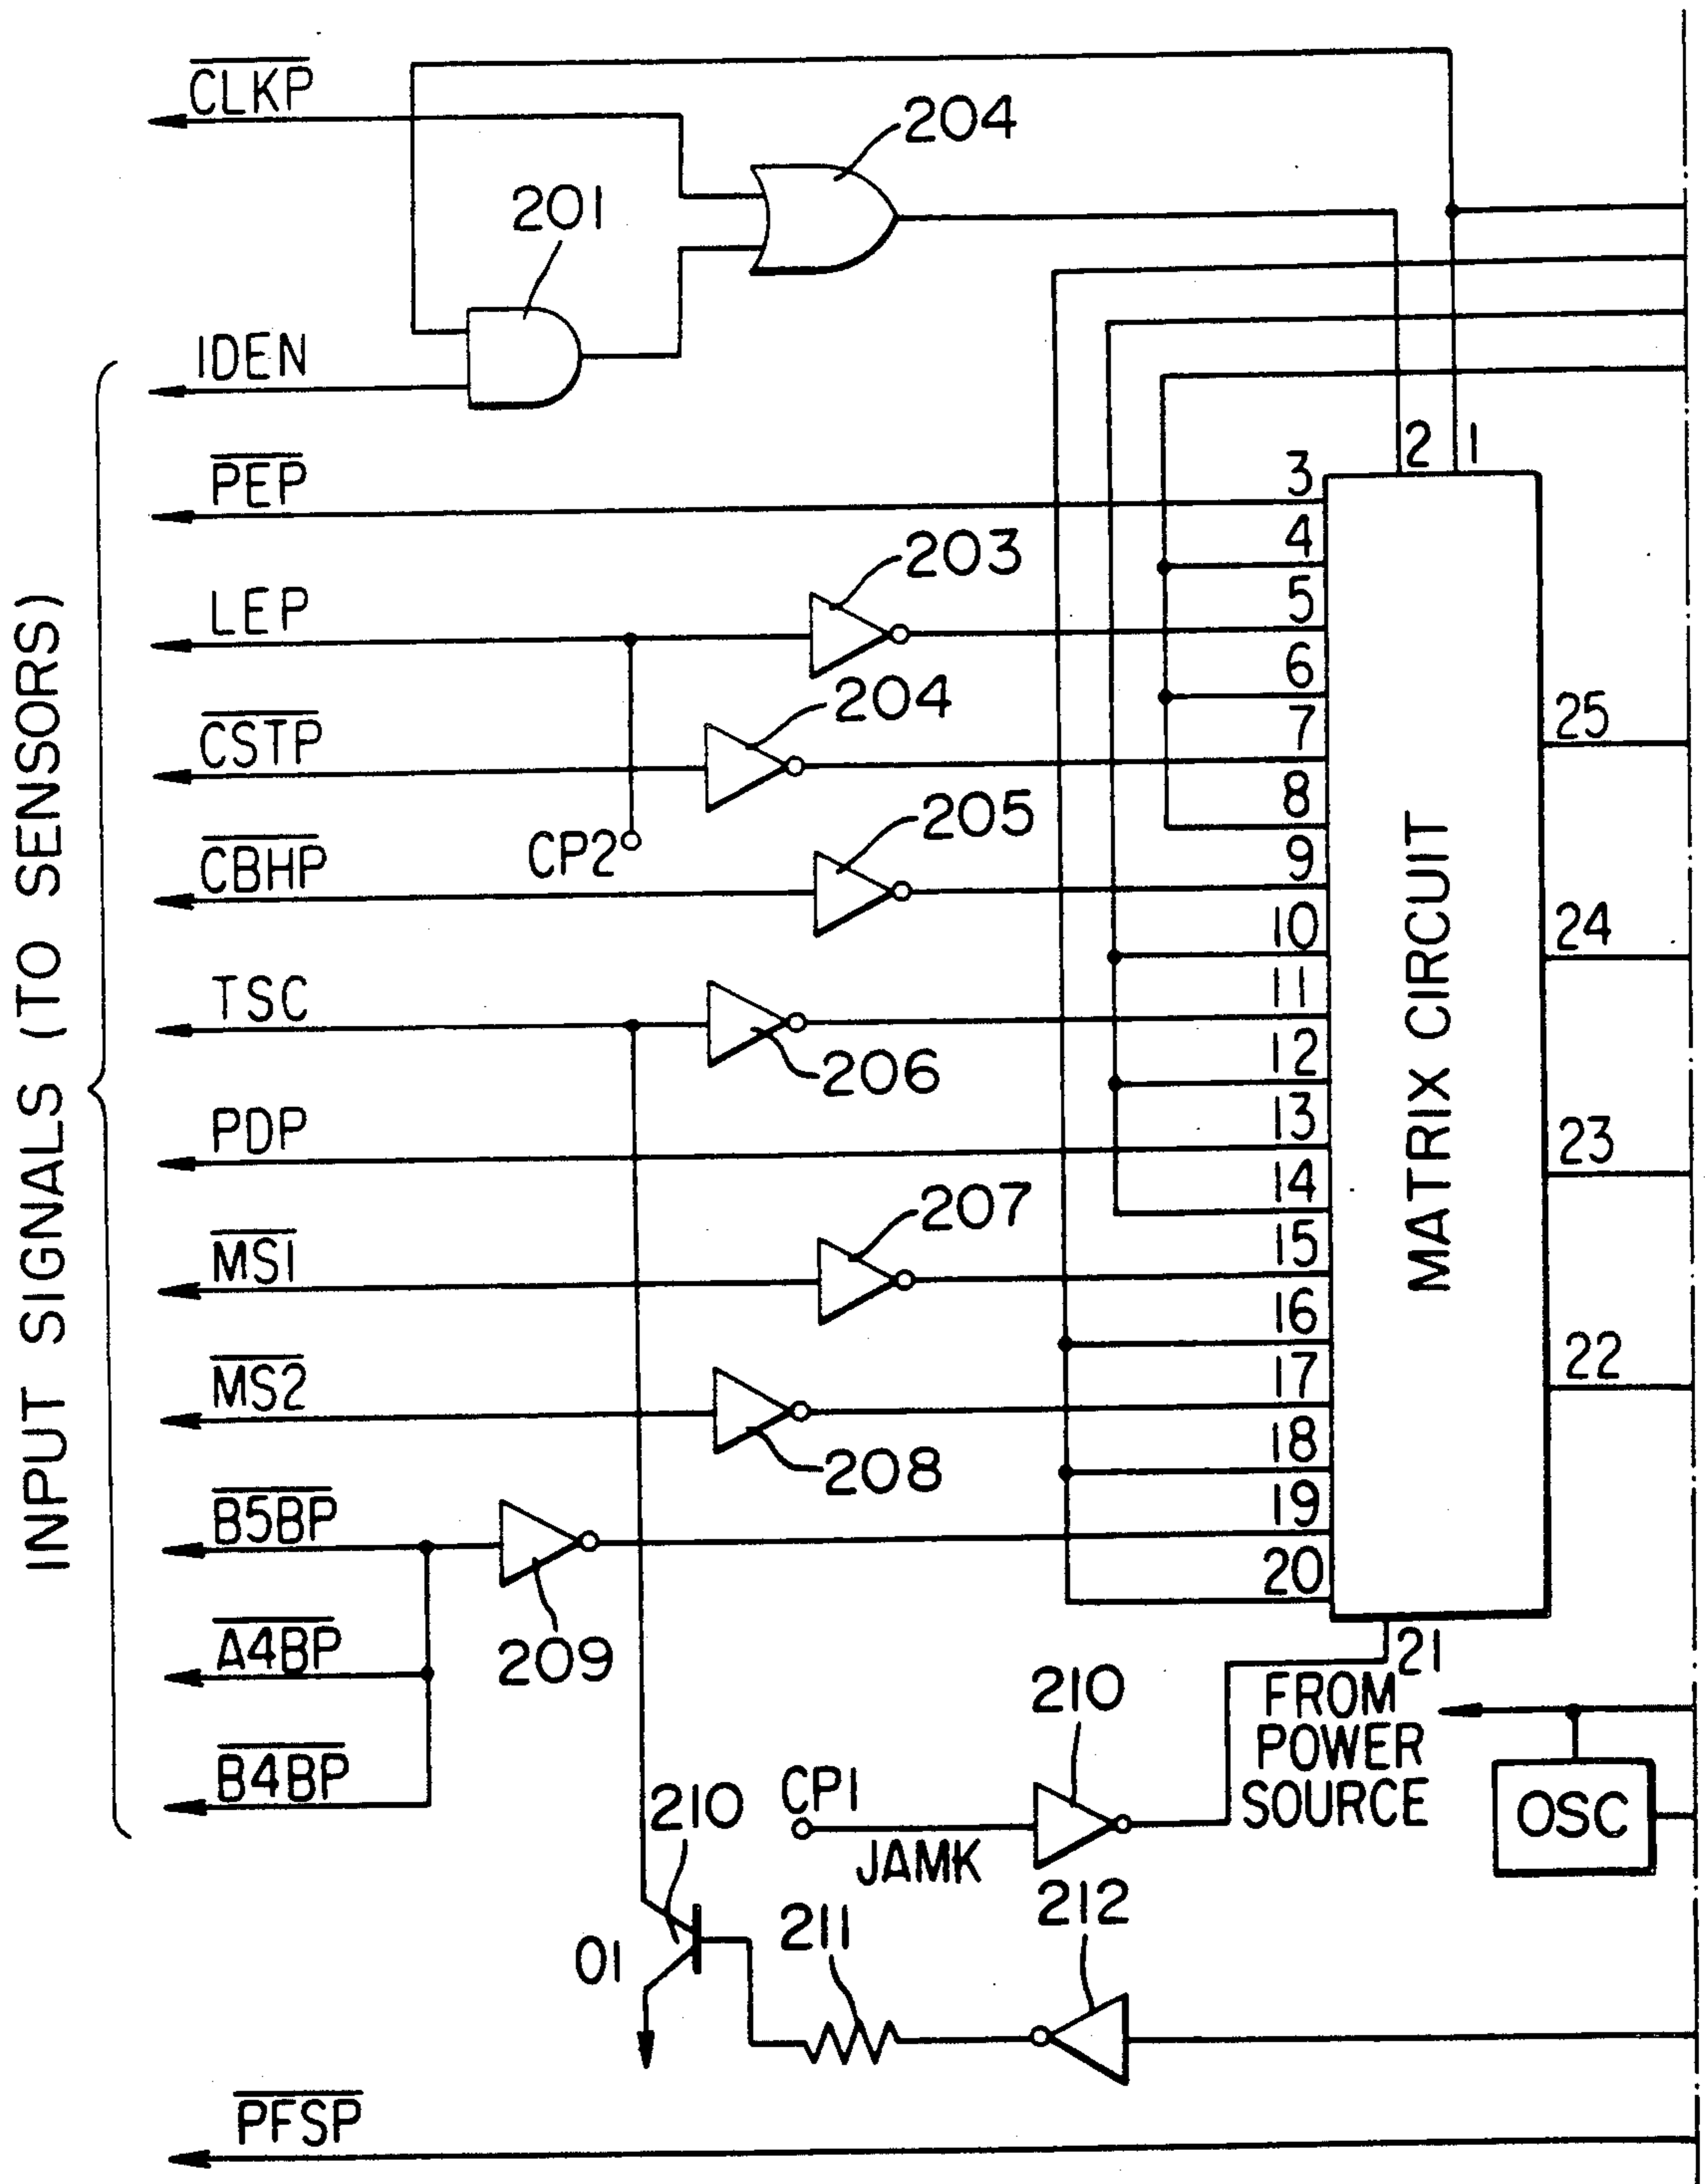 CLKP
204
201
IDEN
2 1
PEP
3
4
203
LEP
5
6
204
CSTP
7
25
8
205
CBHP
CP2
9
10
24
TSC
11
206
12
PDP
13
23
14
207
MS1
15
16
22
MS2
17
208
18
B5BP
19
20
209
A4BP
21
210
FROM
POWER
SOURCE
B4BP
210
CP1
JAMK
OSC
212
211
01
PFSP
INPUT SIGNALS (TO SENSORS)
MATRIX CIRCUIT